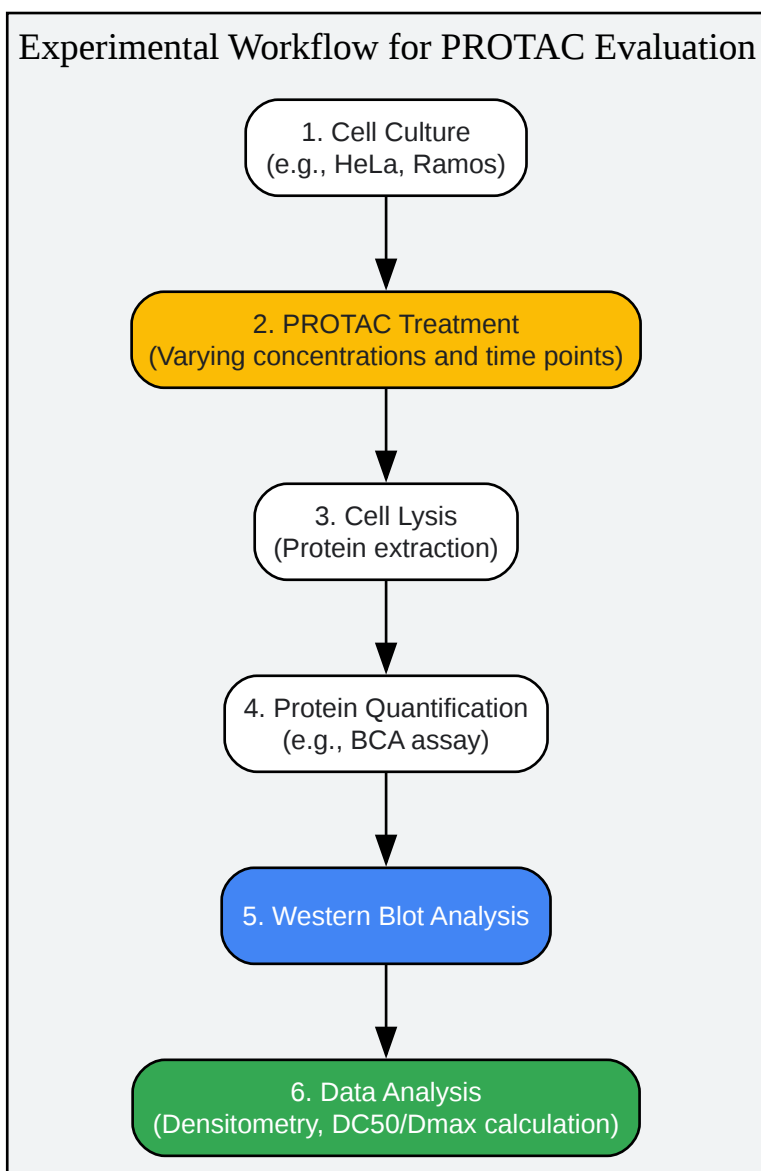 Experimental Workflow for PROTAC Evaluation
1. Cell Culture
(e.g., HeLa, Ramos)
2. PROTAC Treatment
(Varying concentrations and time points)
3. Cell Lysis
(Protein extraction)
4. Protein Quantification
(e.g., BCA assay)
5. Western Blot Analysis
6. Data Analysis
(Densitometry, DC50/Dmax calculation)